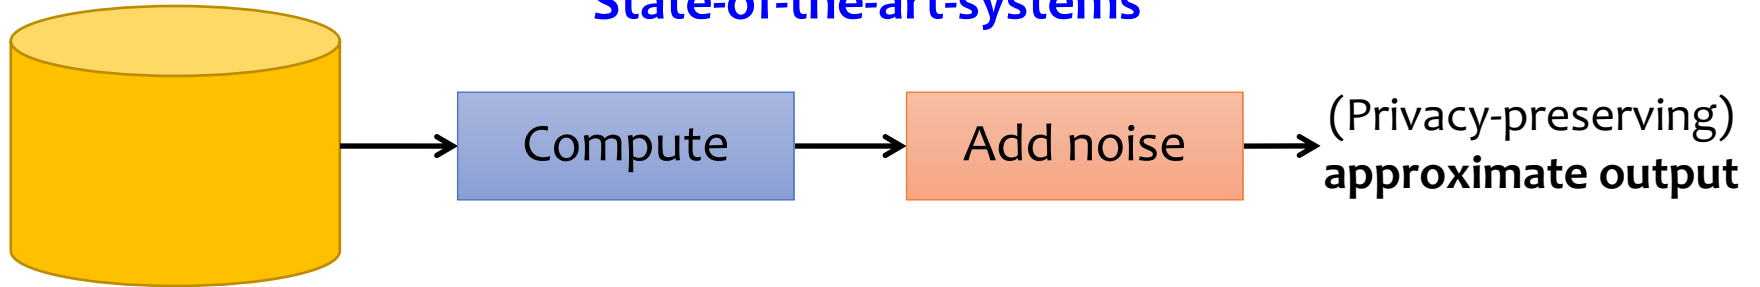 State-of-the-art-systems
Compute
Add noise
(Privacy-preserving)
approximate output